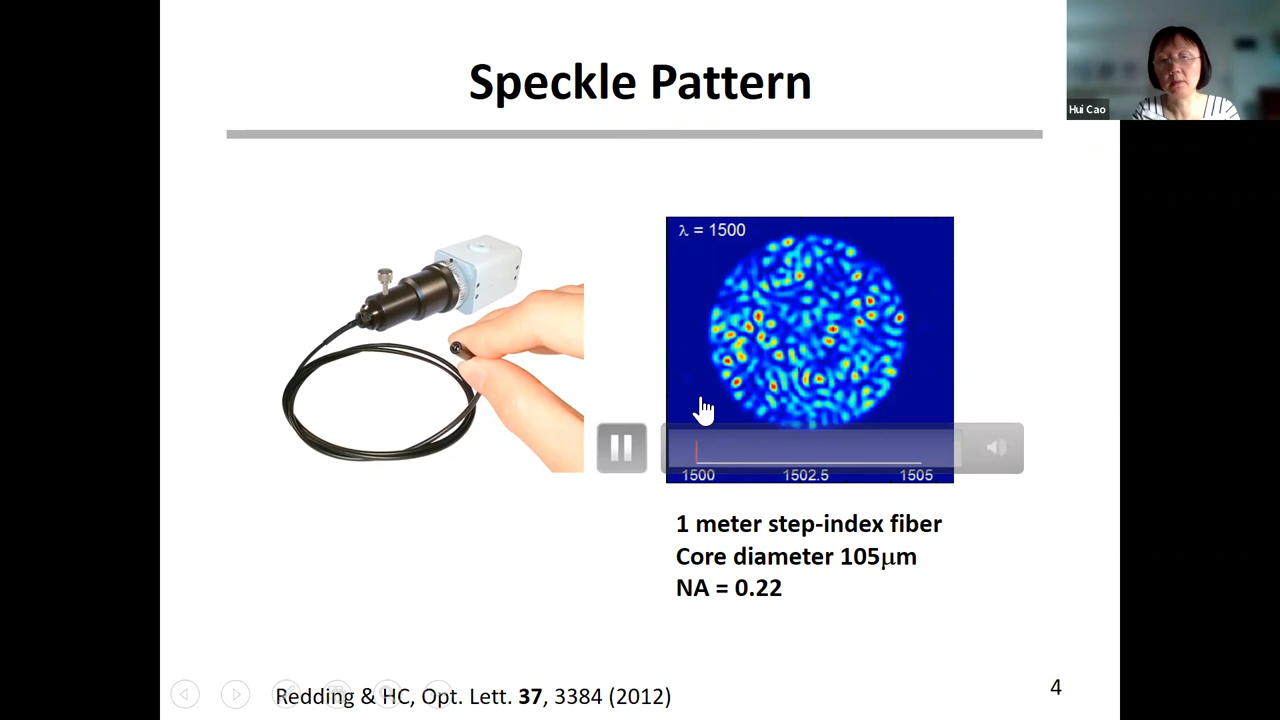 Speckle Pattern
Hui Cao
λ = 1500
1500 1502.5 1505
1 meter step-index fiber
Core diameter 105μm
NA = 0.22
Redding & HC, Opt. Lett. 37, 3384 (2012)
4